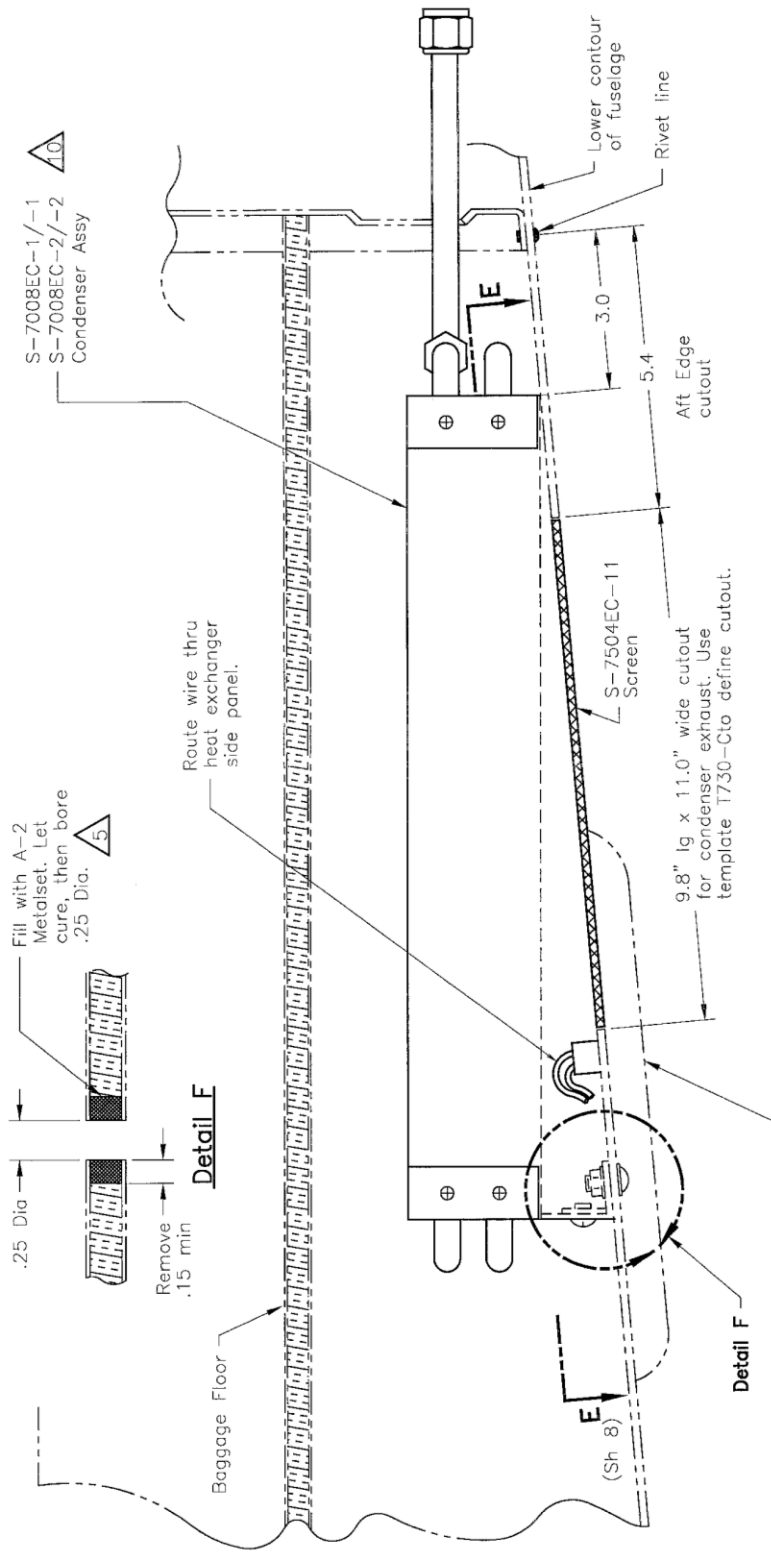 Fill with A-2
Metalset. Let
cure, then bore
.25 Dia.
5
.25 Dia
Remove
.15 min
Detail F
S-7008EC-1/-1
S-7008EC-2/-2
Condenser Assy
10
Baggage Floor
Route wire thru
heat exchanger
side panel.
E
Lower contour
of fuselage
Rivet line
3.0
5.4
Aft Edge
cutout
S-7504EC-11
Screen
9.8" lg x 11.0" wide cutout
for condenser exhaust. Use
template T730-Cto define cutout.
E
(Sh 8)
Detail F